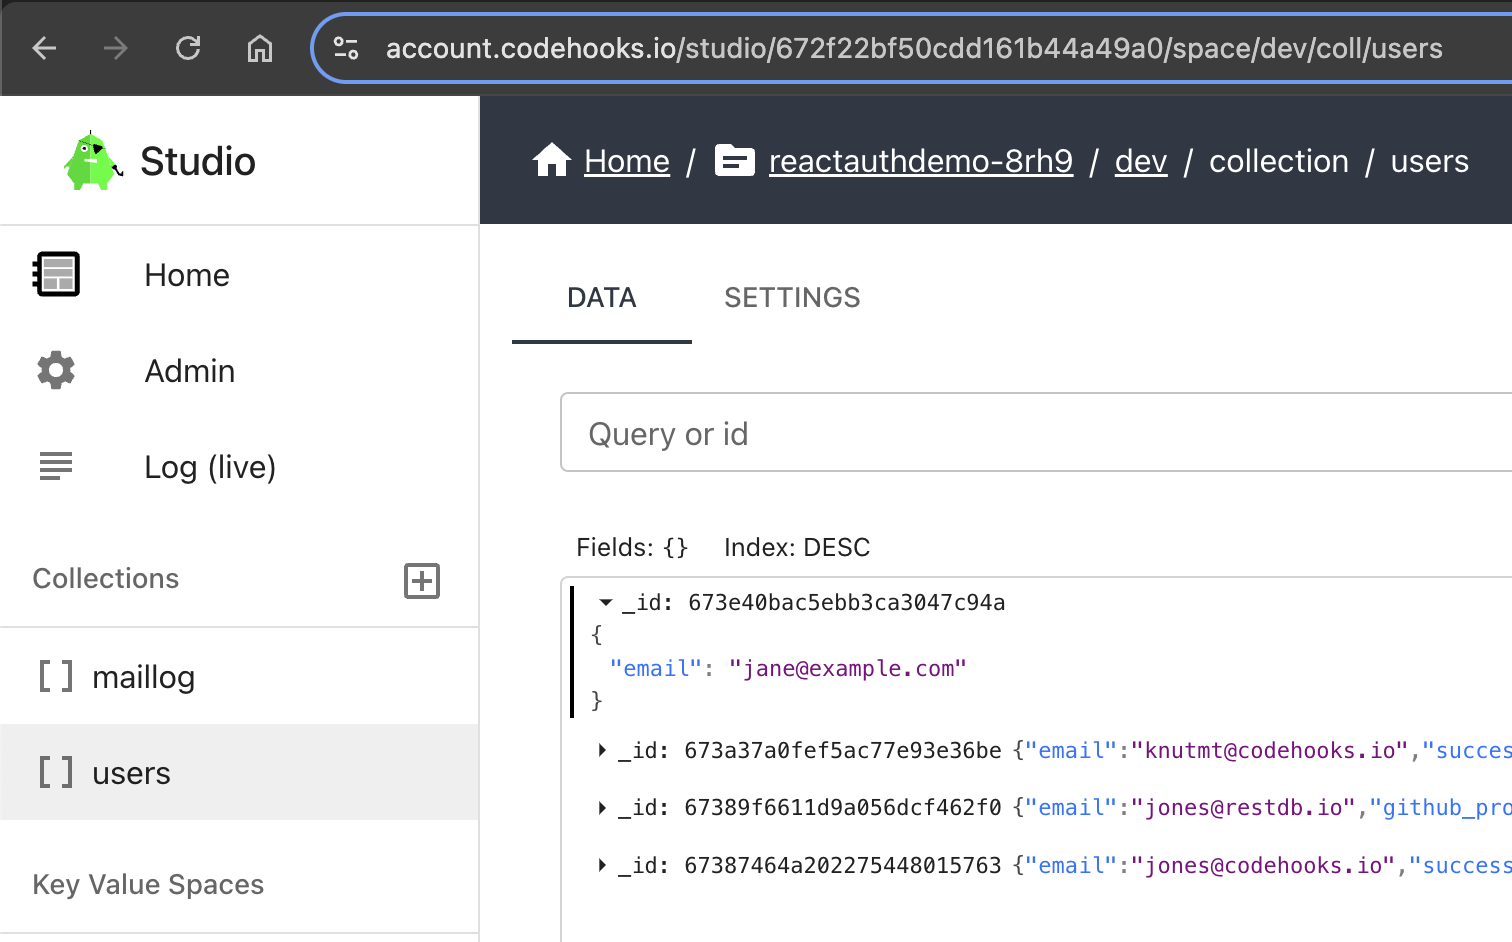 account.codehooks.io/studio/672f22bf50cdd161b44a49a0/space/dev/coll/users
Studio
Home / reactauthdemo-8rh9 / dev / collection / users
Home
Admin
Log (live)
Collections
maillog
users
Key Value Spaces
DATA SETTINGS
Query or id
Fields: {} Index: DESC
_id: 673e40bac5ebb3ca3047c94a
{
"email": "jane@example.com"
}
_id: 673a37a0fef5ac77e93e36be {"email":"knutmt@codehooks.io","succes
_id: 67389f6611d9a056dcf462f0 {"email":"jones@restdb.io","github_pro
_id: 67387464a202275448015763 {"email":"jones@codehooks.io","success